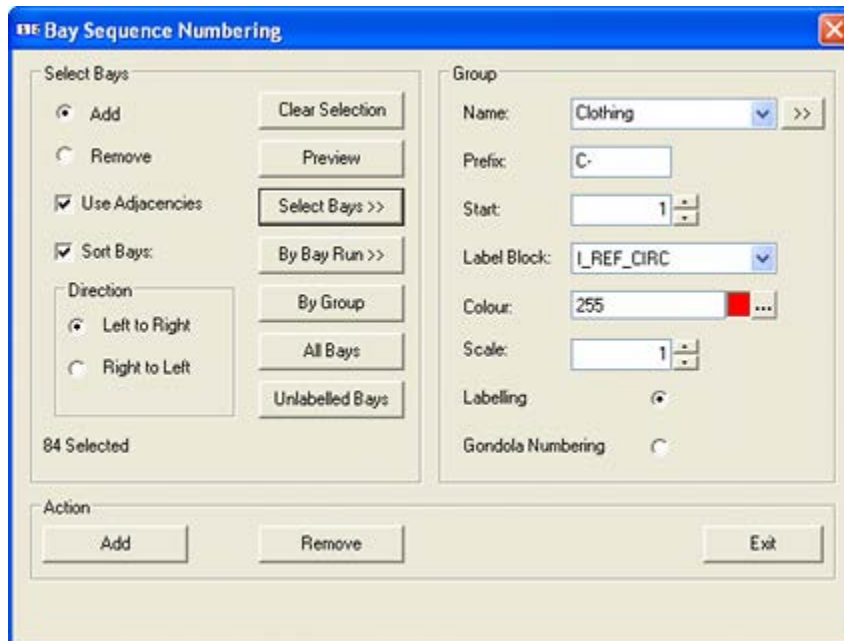 Bay Sequence Numbering
Select Bays
Add
Clear Selection
Remove
Preview
Use Adjacencies
Select Bays >>
Sort Bays:
By Bay Run >>
Direction
Left to Right
By Group
Right to Left
All Bays
Unlabelled Bays
84 Selected
Group
Name: Clothing >>
Prefix: C-
Start: 1
Label Block: I_REF_CIRC
Colour: 255 ...
Scale: 1
Labelling
Gondola Numbering
Action
Add Remove Exit